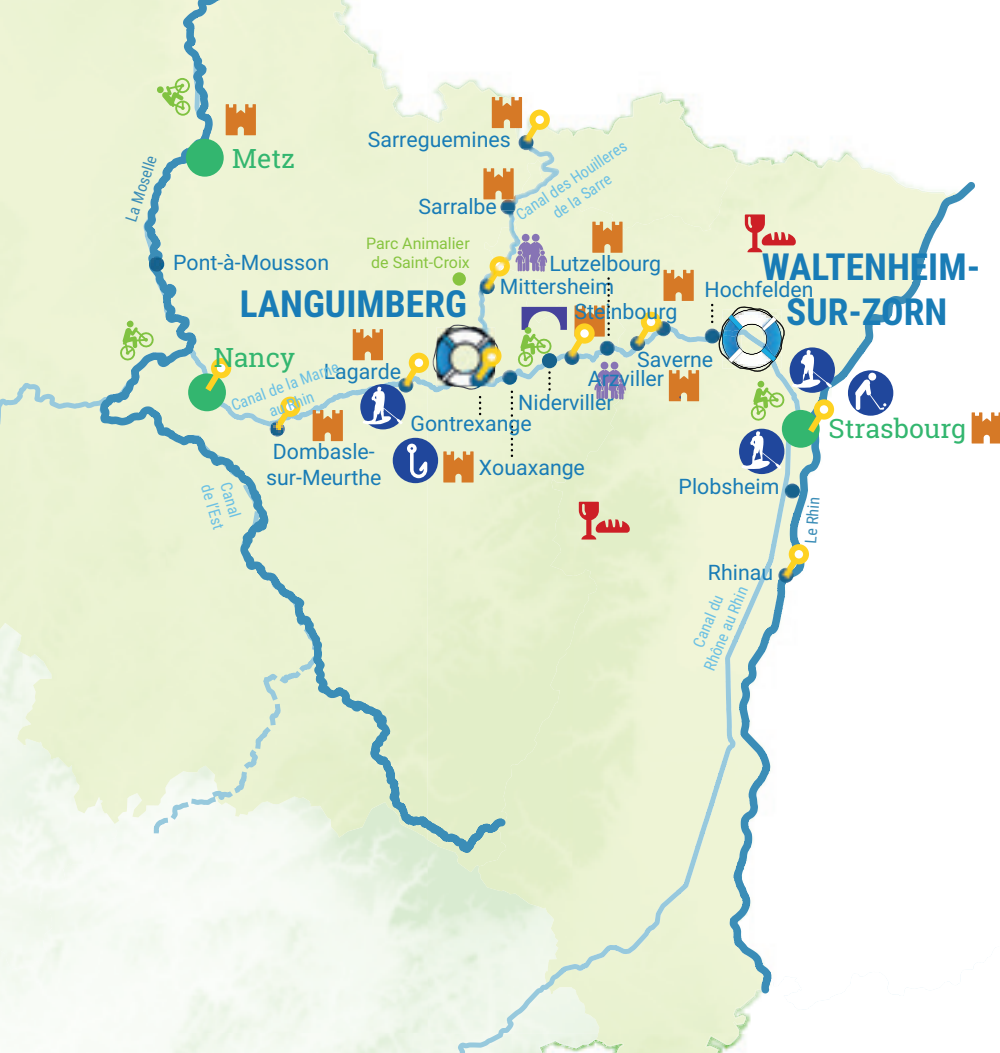 Sarreguemines
Metz
La Moselle
Canal des Houilleres
de la Sarre
Sarralbe
Parc Animalier
de Saint-Croix
Lutzelbourg
Pont-à-Mousson
Mittersheim
WALTENHEIM-
SUR-ZORN
Hochfelden
LANGUIMBERG
Steinbourg
Nancy
Lagarde
Saverne
Arzviller
Canal de la Marne
au Rhin
Niderviller
Gontrexange
Strasbourg
Dombasle-
sur-Meurthe
Xouaxange
Plobsheim
Canal
de l'Est
Le Rhin
Rhinau
Canal du
Rhône au Rhin